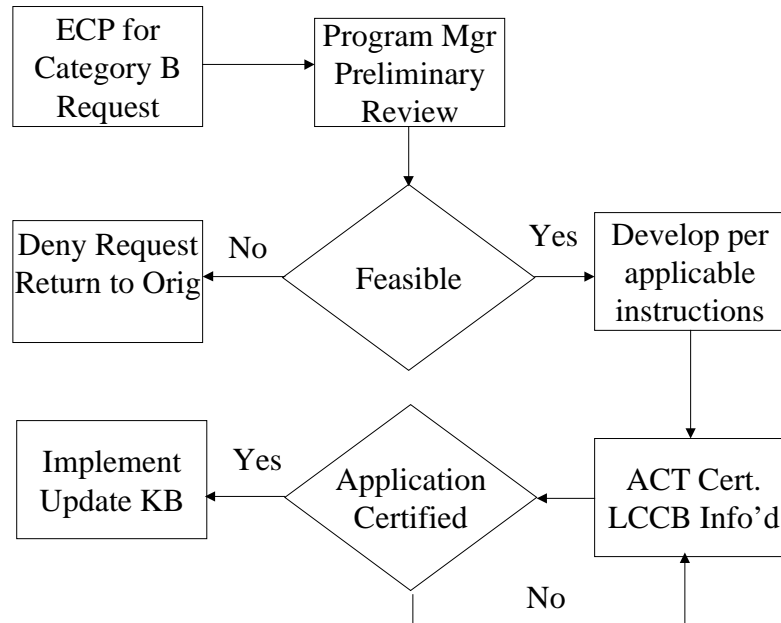 ECP for
Category B
Request
Program Mgr
Preliminary
Review
Deny Request
Return to Orig
No
Feasible
Yes
Develop per
applicable
instructions
Implement
Update KB
Yes
Application
Certified
ACT Cert.
LCCB Info’d
No